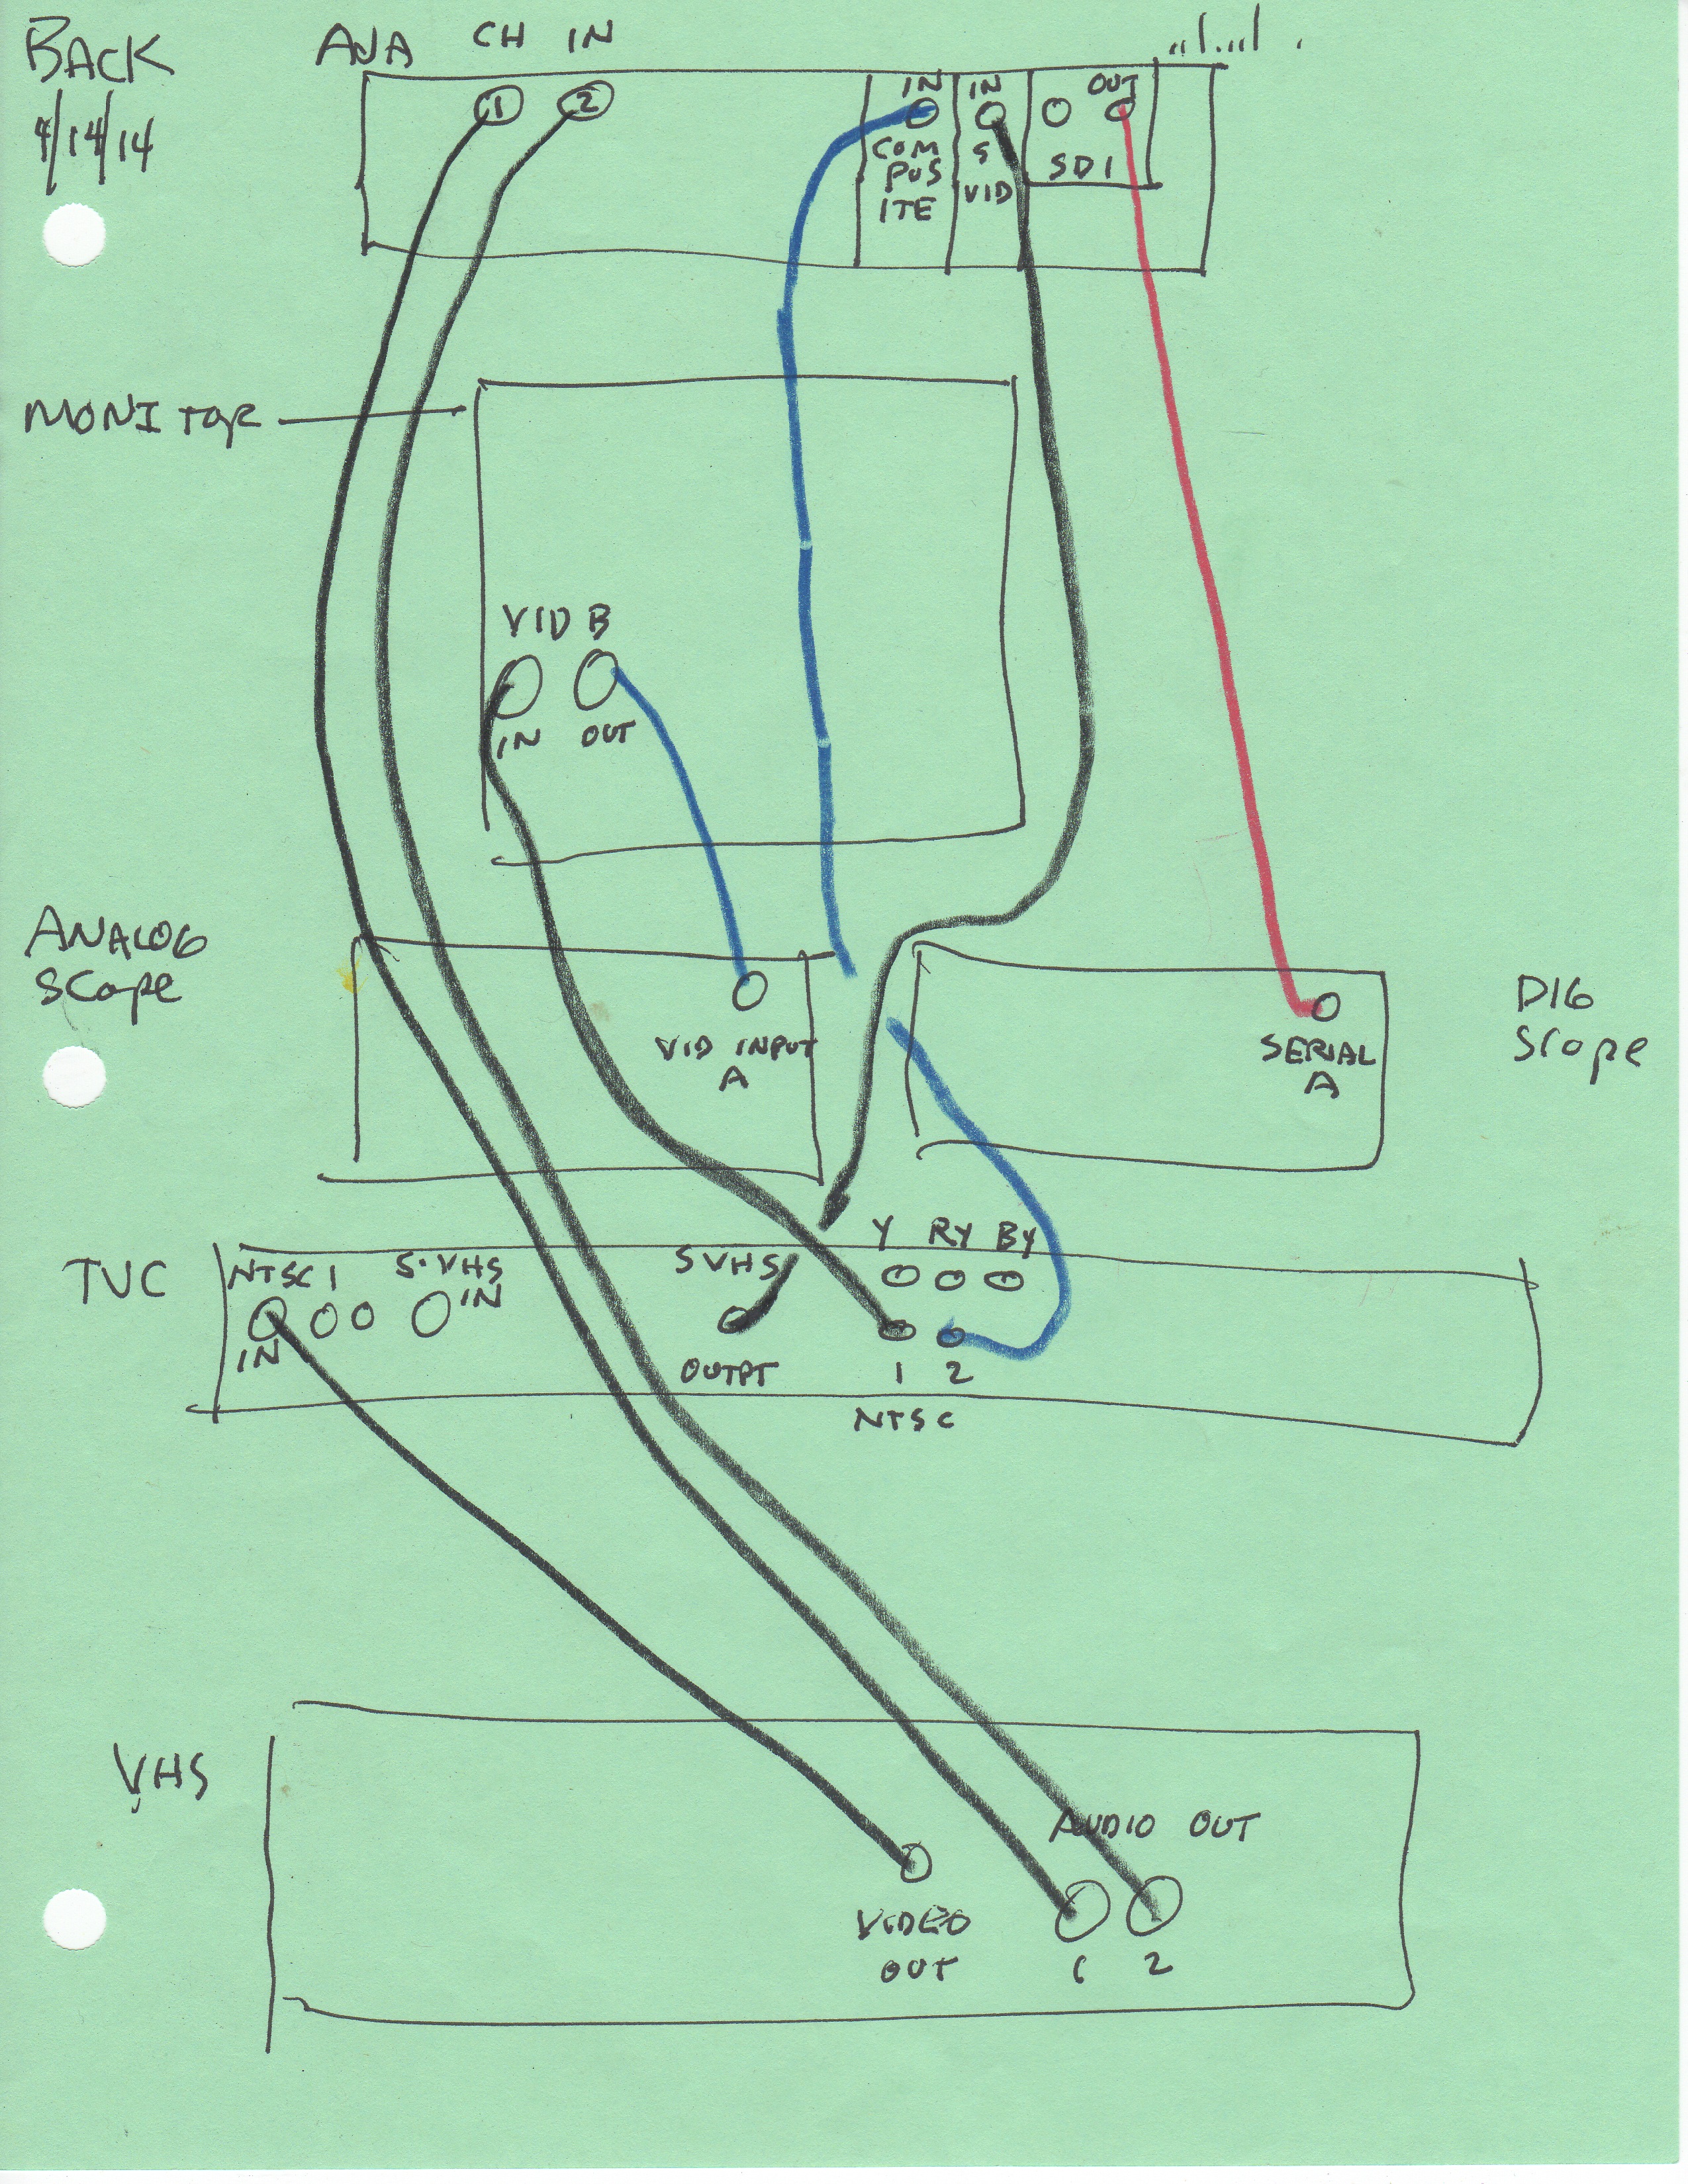 BACK
4/14/14
AJA CH IN
1 2
IN IN OUT
COM
POS
ITE
S
VID
SDI
MONITOR
VID B
IN OUT
ANALOG
SCOPE
VID INPUT
A
SERIAL
A
DIG
SCOPE
TVC
NTSC 1
IN
S-VHS
IN
SVHS
OUTPT
Y RY BY
1 2
NTSC
VHS
AUDIO OUT
VIDEO
OUT
1 2